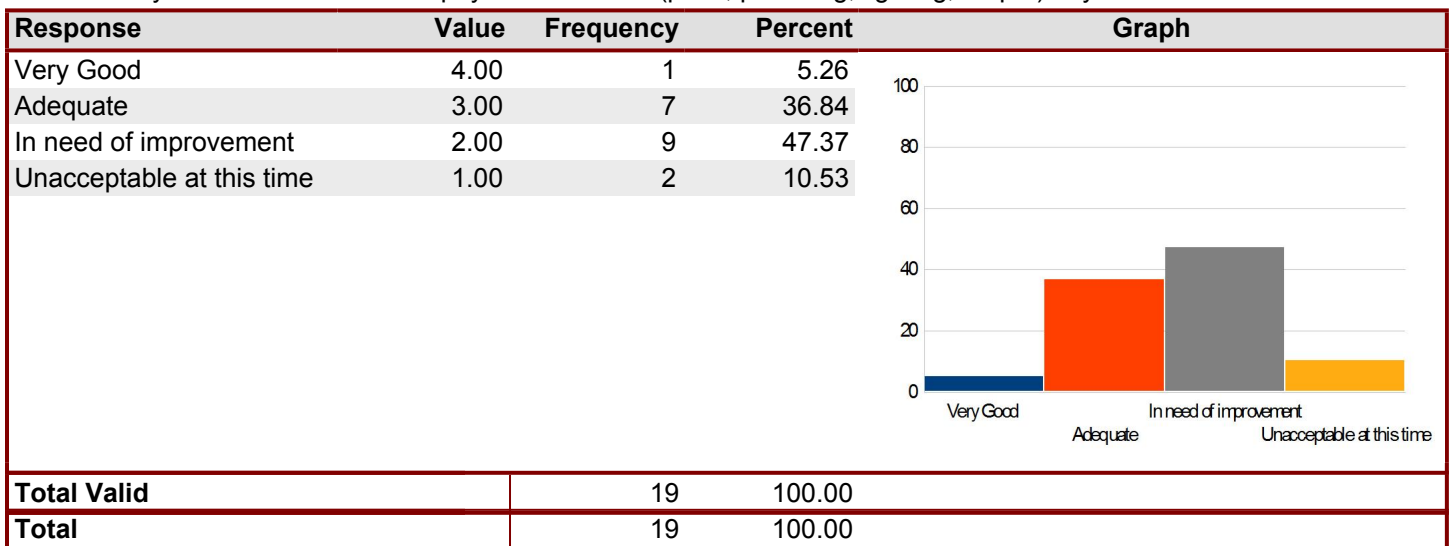 Response Value Frequency Percent Graph
Very Good 4.00 1 5.26
Adequate 3.00 7 36.84
In need of improvement 2.00 9 47.37
Unacceptable at this time 1.00 2 10.53
100
80
60
40
20
0
Very Good In need of improvement
Adequate Unacceptable at this time
Total Valid 19 100.00
Total 19 100.00